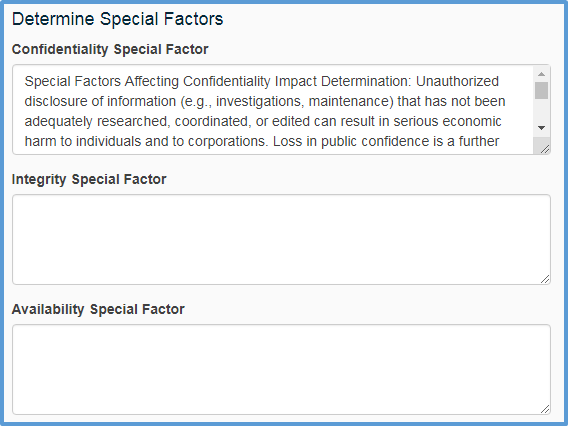 Determine Special Factors
Confidentiality Special Factor
Special Factors Affecting Confidentiality Impact Determination: Unauthorized
disclosure of information (e.g., investigations, maintenance) that has not been
adequately researched, coordinated, or edited can result in serious economic
harm to individuals and to corporations. Loss in public confidence is a further
Integrity Special Factor
Availability Special Factor